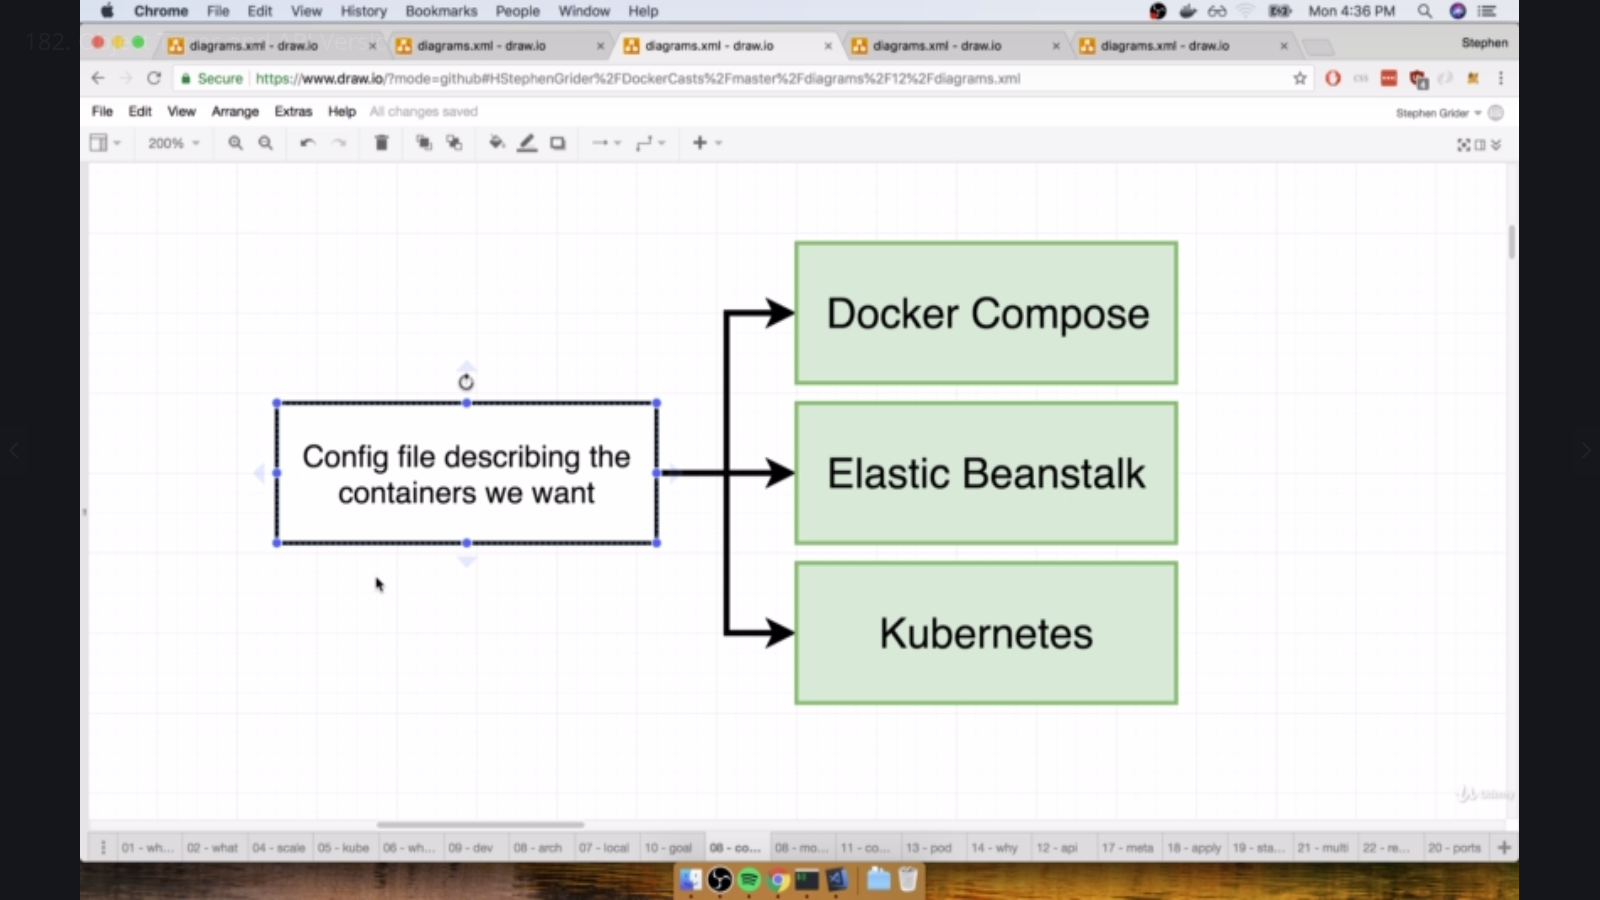 Chrome File Edit View History Bookmarks People Window Help Mon 4:36 PM
182.
diagrams.xml - draw.io diagrams.xml - draw.io diagrams.xml - draw.io diagrams.xml - draw.io diagrams.xml - draw.io Stephen
Secure https://www.draw.io/?mode=github#HStephenGrider%2FDockerCasts%2Fmaster%2Fdiagrams%2F12%2Fdiagrams.xml
File Edit View Arrange Extras Help All changes saved Stephen Grider
200%
Docker Compose
Config file describing the
containers we want
Elastic Beanstalk
Kubernetes
Udemy
01 - wh... 02 - what 04 - scale 05 - kube 06 - wh... 09 - dev 08 - arch 07 - local 10 - goal 08 - co... 08 - mo... 11 - co... 13 - pod 14 - why 12 - api 17 - meta 18 - apply 19 - sta... 21 - multi 22 - re... 20 - ports